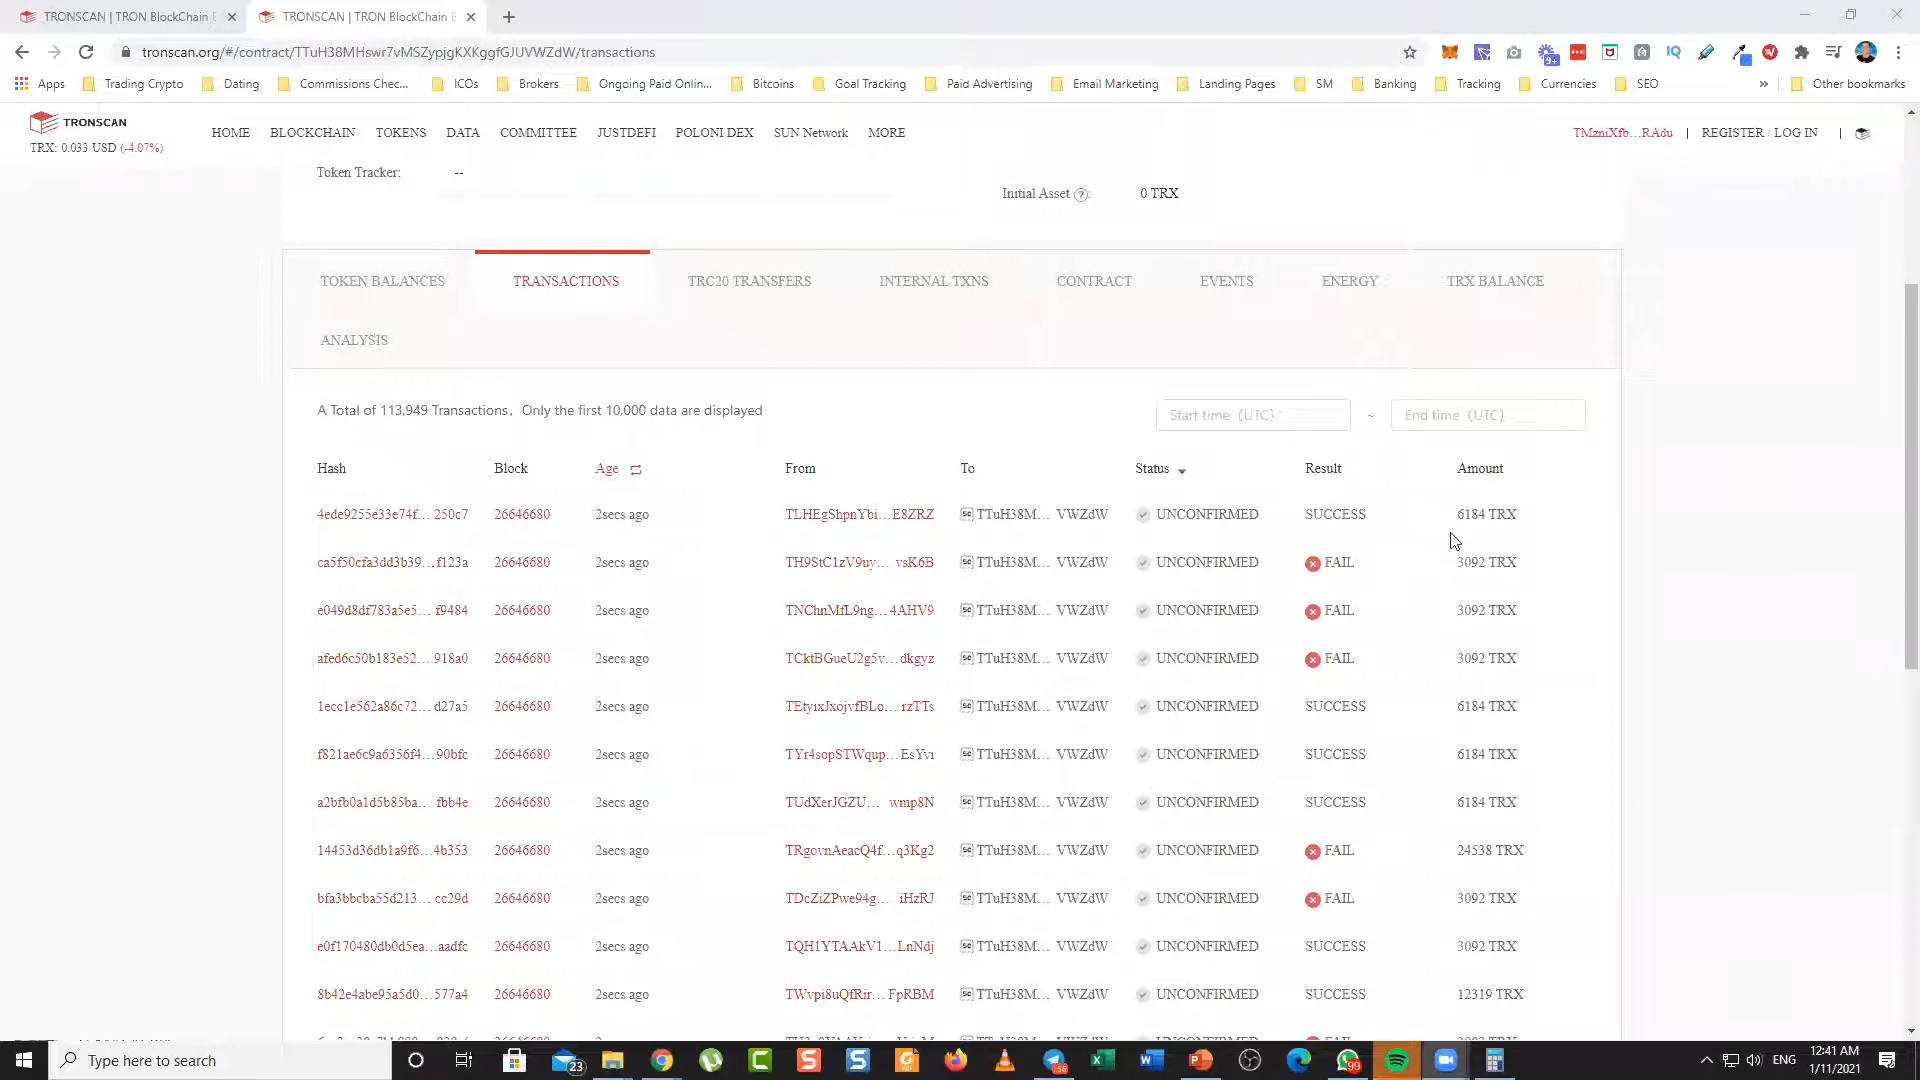 TRONSCAN | TRON BlockChain E
TRONSCAN | TRON BlockChain E
tronscan.org/#/contract/TTuH38MHswr7vMSZypjgKXKggfGJUVWZdW/transactions
9+
Apps Trading Crypto Dating Commissions Chec... ICOs Brokers Ongoing Paid Onlin... Bitcoins Goal Tracking Paid Advertising Email Marketing Landing Pages SM Banking Tracking Currencies SEO » Other bookmarks
TRONSCAN
TRX: 0.033 USD (-4.07%)
HOME BLOCKCHAIN TOKENS DATA COMMITTEE JUSTDEFI POLONI DEX SUN Network MORE
TMzniXfb...RAdu | REGISTER / LOG IN |
Token Tracker: --
Initial Asset ? : 0 TRX
TOKEN BALANCES TRANSACTIONS TRC20 TRANSFERS INTERNAL TXNS CONTRACT EVENTS ENERGY TRX BALANCE
ANALYSIS
A Total of 113,949 Transactions, Only the first 10,000 data are displayed
Start time (UTC) ~ End time (UTC)
Hash Block Age From To Status Result Amount
4ede9255e33e74f... 250c7 26646680 2secs ago TLHEgShpnYbi...E8ZRZ TTuH38M... VWZdW UNCONFIRMED SUCCESS 6184 TRX
ca5f50cfa3dd3b39... f123a 26646680 2secs ago TH9StC1zV9uy... vsK6B TTuH38M... VWZdW UNCONFIRMED FAIL 3092 TRX
e049d8df783a5e5... f9484 26646680 2secs ago TNChnMfL9ng... 4AHV9 TTuH38M... VWZdW UNCONFIRMED FAIL 3092 TRX
afed6c50b183e52... 918a0 26646680 2secs ago TCktBGueU2g5v... dkgyz TTuH38M... VWZdW UNCONFIRMED FAIL 3092 TRX
1ecc1e562a86c72... d27a5 26646680 2secs ago TEtyixJxojvfBLo... rzTTs TTuH38M... VWZdW UNCONFIRMED SUCCESS 6184 TRX
f821ae6c9a6356f4... 90bfc 26646680 2secs ago TYr4sopSTWqup... EsYvi TTuH38M... VWZdW UNCONFIRMED SUCCESS 6184 TRX
a2bfb0a1d5b85ba... fbb4e 26646680 2secs ago TUdXerJGZU... wmp8N TTuH38M... VWZdW UNCONFIRMED SUCCESS 6184 TRX
14453d36db1a9f6... 4b353 26646680 2secs ago TRgovnAeacQ4f... q3Kg2 TTuH38M... VWZdW UNCONFIRMED FAIL 24538 TRX
bfa3bbcba55d213... cc29d 26646680 2secs ago TDcZiZPwe94g... iHzRJ TTuH38M... VWZdW UNCONFIRMED FAIL 3092 TRX
e0f170480db0d5ea...aadfc 26646680 2secs ago TQH1YTAAkV1... LnNdj TTuH38M... VWZdW UNCONFIRMED SUCCESS 3092 TRX
8b42e4abe95a5d0... 577a4 26646680 2secs ago TWvpi8uQfRir... FpRBM TTuH38M... VWZdW UNCONFIRMED SUCCESS 12319 TRX
Type here to search
23
56
99
ENG
12:41 AM
1/11/2021